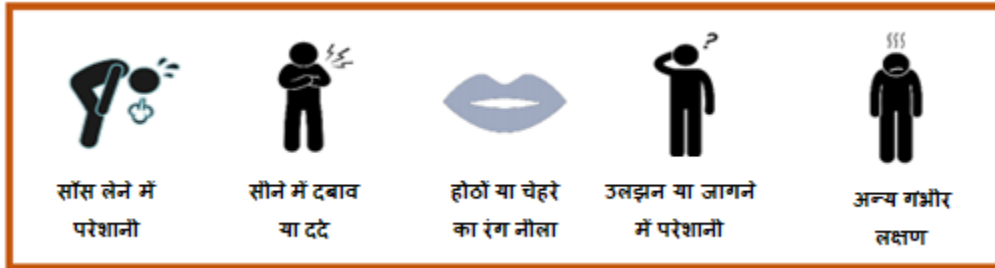 साँस लेने में
परेशानी
सीने में दबाव
या दर्द
होठों या चेहरे
का रंग नीला
उलझन या जागने
में परेशानी
अन्य गंभीर
लक्षण
?